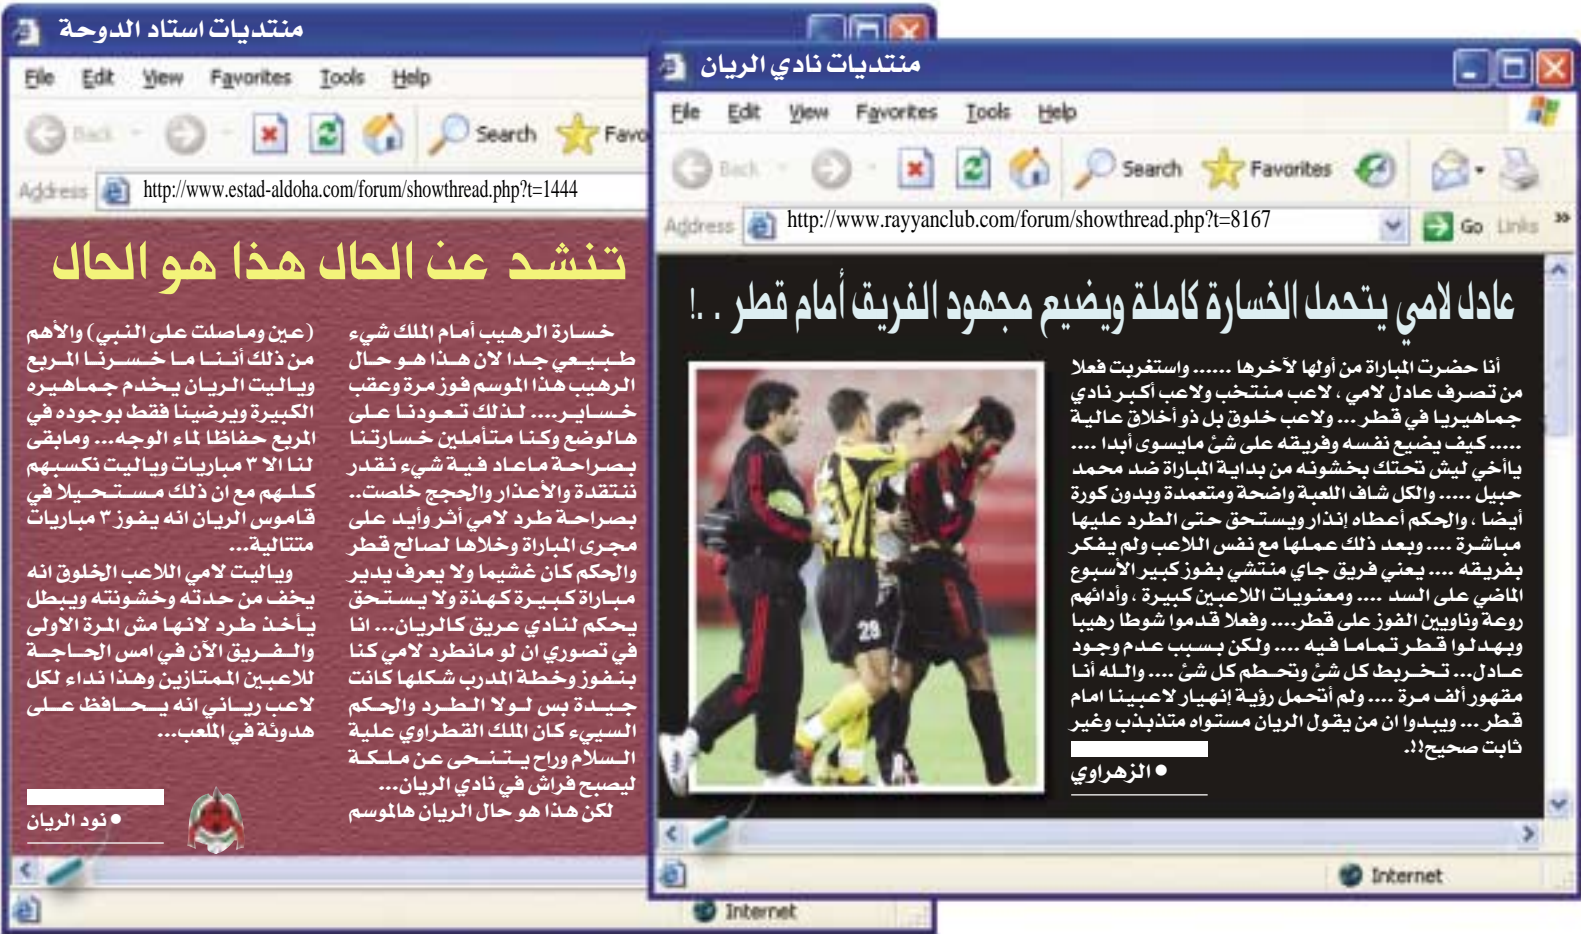 منتديات استاد الدوحة
File Edit View Favorites Tools Help
Back Search Favo
Address http://www.estad-aldoha.com/forum/showthread.php?t=1444
تنشد عن الحال هذا هو الحال
خسارة الرهيب أمام الملك شيء
طبيعي جدا لان هذا هو حال
الرهيب هذا الموسم فوز مرة وعقب
خساير.... لذلك تعودنا على
هالوضع وكنا متأملين خسارتنا
بصراحة ماعاد فية شيء نقدر
ننتقدة والأعذار والحجج خلصت..
بصراحة طرد لامي أثر وأيد على
مجرى المباراة وخلاها لصالح قطر
والحكم كان غشيما ولا يعرف يدير
مباراة كبيرة كهذة ولا يستحق
يحكم لنادي عريق كالريان... انا
في تصوري ان لو مانطرد لامي كنا
بنفوز وخطة المدرب شكلها كانت
جيدة بس لولا الطرد والحكم
السييء كان الملك القطراوي علية
السلام وراح يتنحى عن ملكة
ليصبح فراش في نادي الريان...
لكن هذا هو حال الريان هالموسم
(عين وماصلت على النبي) والأهم
من ذلك أننا ما خسرنا المربع
وياليت الريان يخدم جماهيره
الكبيرة ويرضينا فقط بوجوده في
المربع حفاظا لماء الوجه... ومابقى
لنا الا ٣ مباريات وياليت نكسبهم
كلهم مع ان ذلك مستحيلا في
قاموس الريان انه يفوز ٣ مباريات
متتالية...
وياليت لامي اللاعب الخلوق انه
يخف من حدته وخشونته ويبطل
يأخذ طرد لانها مش المرة الاولى
والفريق الآن في امس الحاجة
للاعبين الممتازين وهذا نداء لكل
لاعب رياني انه يحافظ على
هدوئة في الملعب...
● نود الريان
Internet
منتديات نادي الريان
File Edit View Favorites Tools Help
Back Search Favorites
Address http://www.rayyanclub.com/forum/showthread.php?t=8167 Go Links »
عادل لامي يتحمل الخسارة كاملة ويضيع مجهود الفريق أمام قطر . .!
أنا حضرت المباراة من أولها لآخرها ...... واستغربت فعلا
من تصرف عادل لامي ، لاعب منتخب ولاعب أكبر نادي
جماهيريا في قطر ... ولاعب خلوق بل ذو أخلاق عالية
..... كيف يضيع نفسه وفريقه على شئ مايسوى أبدا ....
ياأخي ليش تحتك بخشونه من بداية المباراة ضد محمد
حبيل ..... والكل شاف اللعبة واضحة ومتعمدة وبدون كورة
أيضا ، والحكم أعطاه إنذار ويستحق حتى الطرد عليها
مباشرة .... وبعد ذلك عملها مع نفس اللاعب ولم يفكر
بفريقه .... يعني فريق جاي منتشي بفوز كبير الأسبوع
الماضي على السد .... ومعنويات اللاعبين كبيرة ، وأدائهم
روعة وناويين الفوز على قطر.... وفعلا قدموا شوطا رهيبا
وبهدلوا قطر تماما فيه .... ولكن بسبب عدم وجود
عادل... تخربط كل شئ وتحطم كل شئ .... والله أنا
مقهور ألف مرة .... ولم أتحمل رؤية إنهيار لاعبينا امام
قطر ... ويبدوا ان من يقول الريان مستواه متذبذب وغير
ثابت صحيح!!.
● الزهراوي
29
Internet